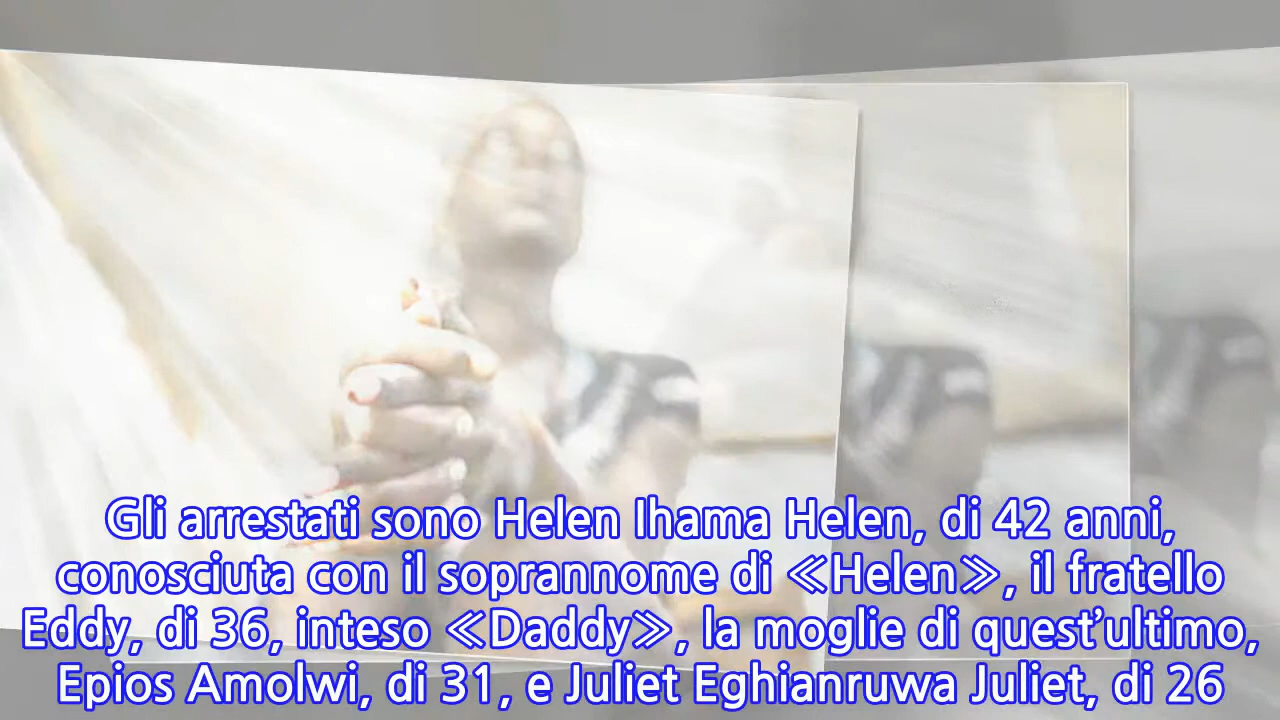 Gli arrestati sono Helen Ihama Helen, di 42 anni,
conosciuta con il soprannome di ≪Helen≫, il fratello
Eddy, di 36, inteso ≪Daddy≫, la moglie di quest'ultimo,
Epios Amolwi, di 31, e Juliet Eghianruwa Juliet, di 26